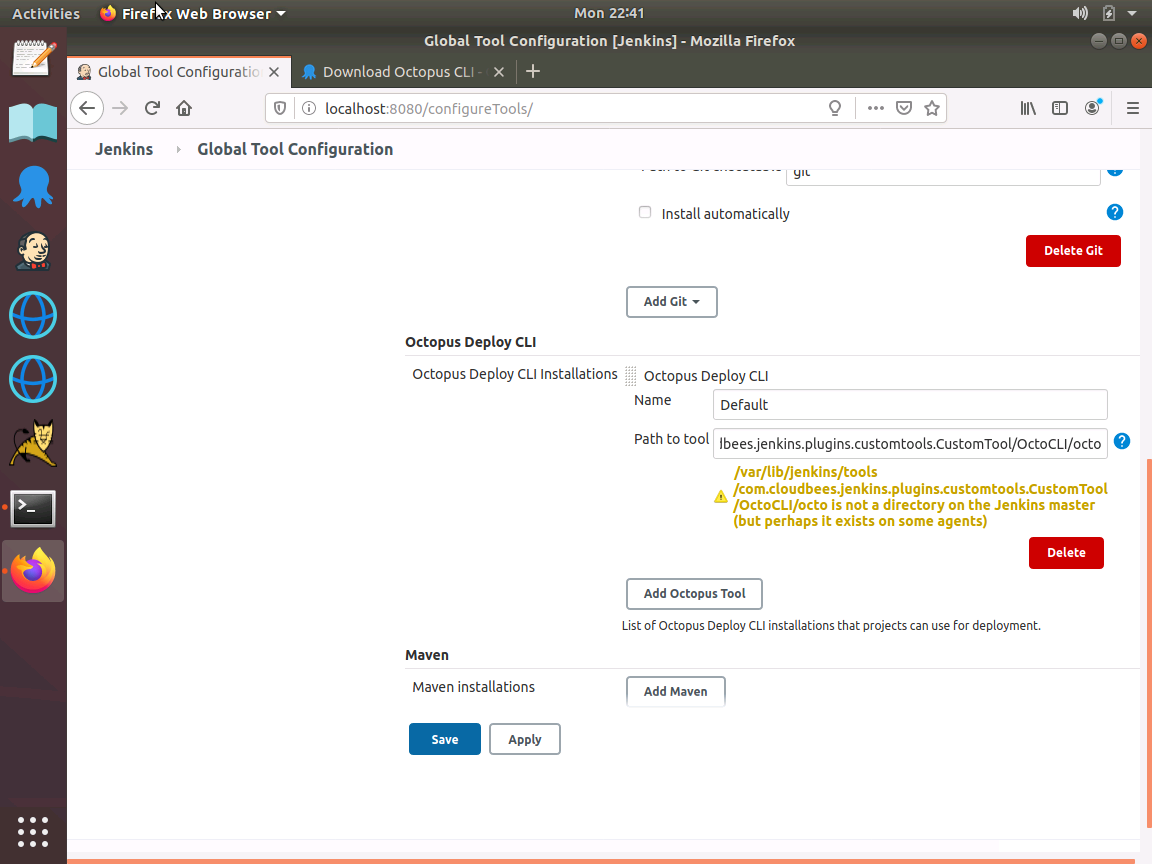 Activities
Firefox Web Browser
Mon 22:41
Global Tool Configuration [Jenkins] - Mozilla Firefox
Global Tool Configuratio
Download Octopus CLI -
localhost:8080/configureTools/
Jenkins
Global Tool Configuration
git
Install automatically
Delete Git
Add Git
Octopus Deploy CLI
Octopus Deploy CLI Installations
Octopus Deploy CLI
Name
Default
Path to tool
lbees.jenkins.plugins.customtools.CustomTool/OctoCLI/octo
/var/lib/jenkins/tools
/com.cloudbees.jenkins.plugins.customtools.CustomTool
/OctoCLI/octo is not a directory on the Jenkins master
(but perhaps it exists on some agents)
Delete
Add Octopus Tool
List of Octopus Deploy CLI installations that projects can use for deployment.
Maven
Maven installations
Add Maven
Save
Apply